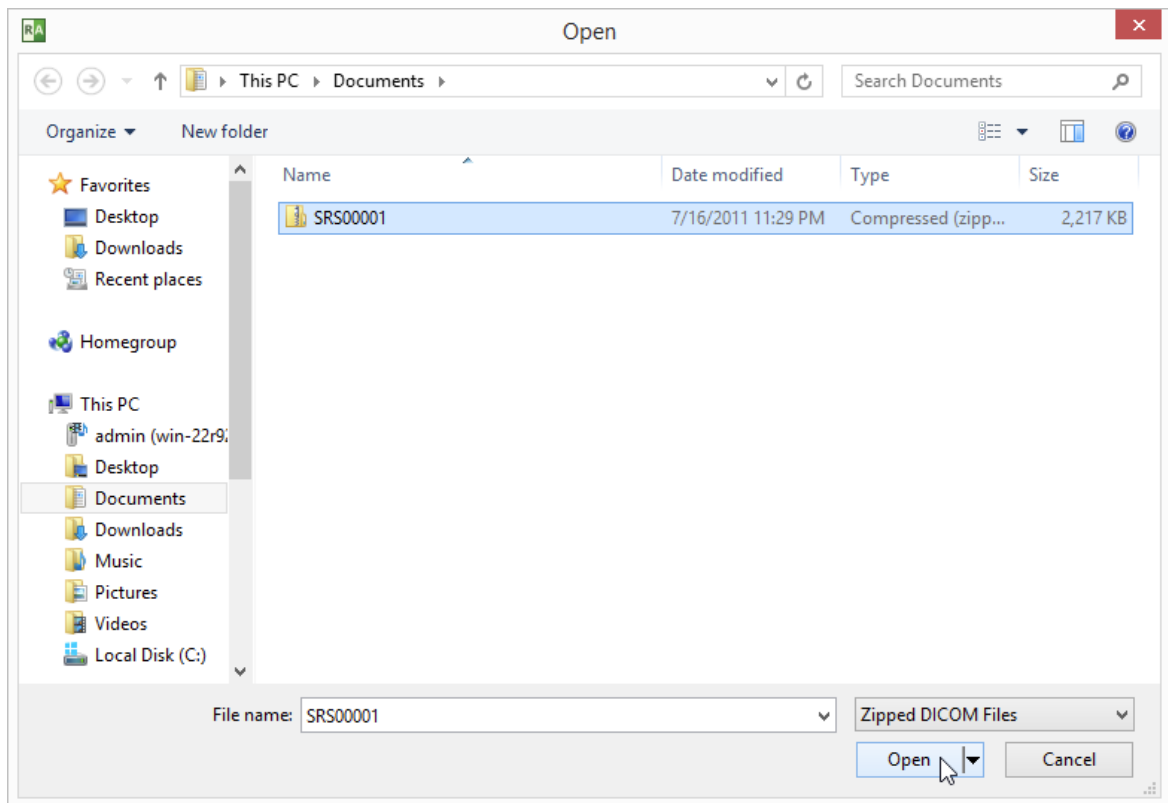 RA Open
This PC Documents Search Documents
Organize New folder
Name Date modified Type Size
SRS00001 7/16/2011 11:29 PM Compressed (zipp... 2,217 KB
Favorites
Desktop
Downloads
Recent places
Homegroup
This PC
admin (win-22r9
Desktop
Documents
Downloads
Music
Pictures
Videos
Local Disk (C:)
File name: SRS00001 Zipped DICOM Files
Open Cancel